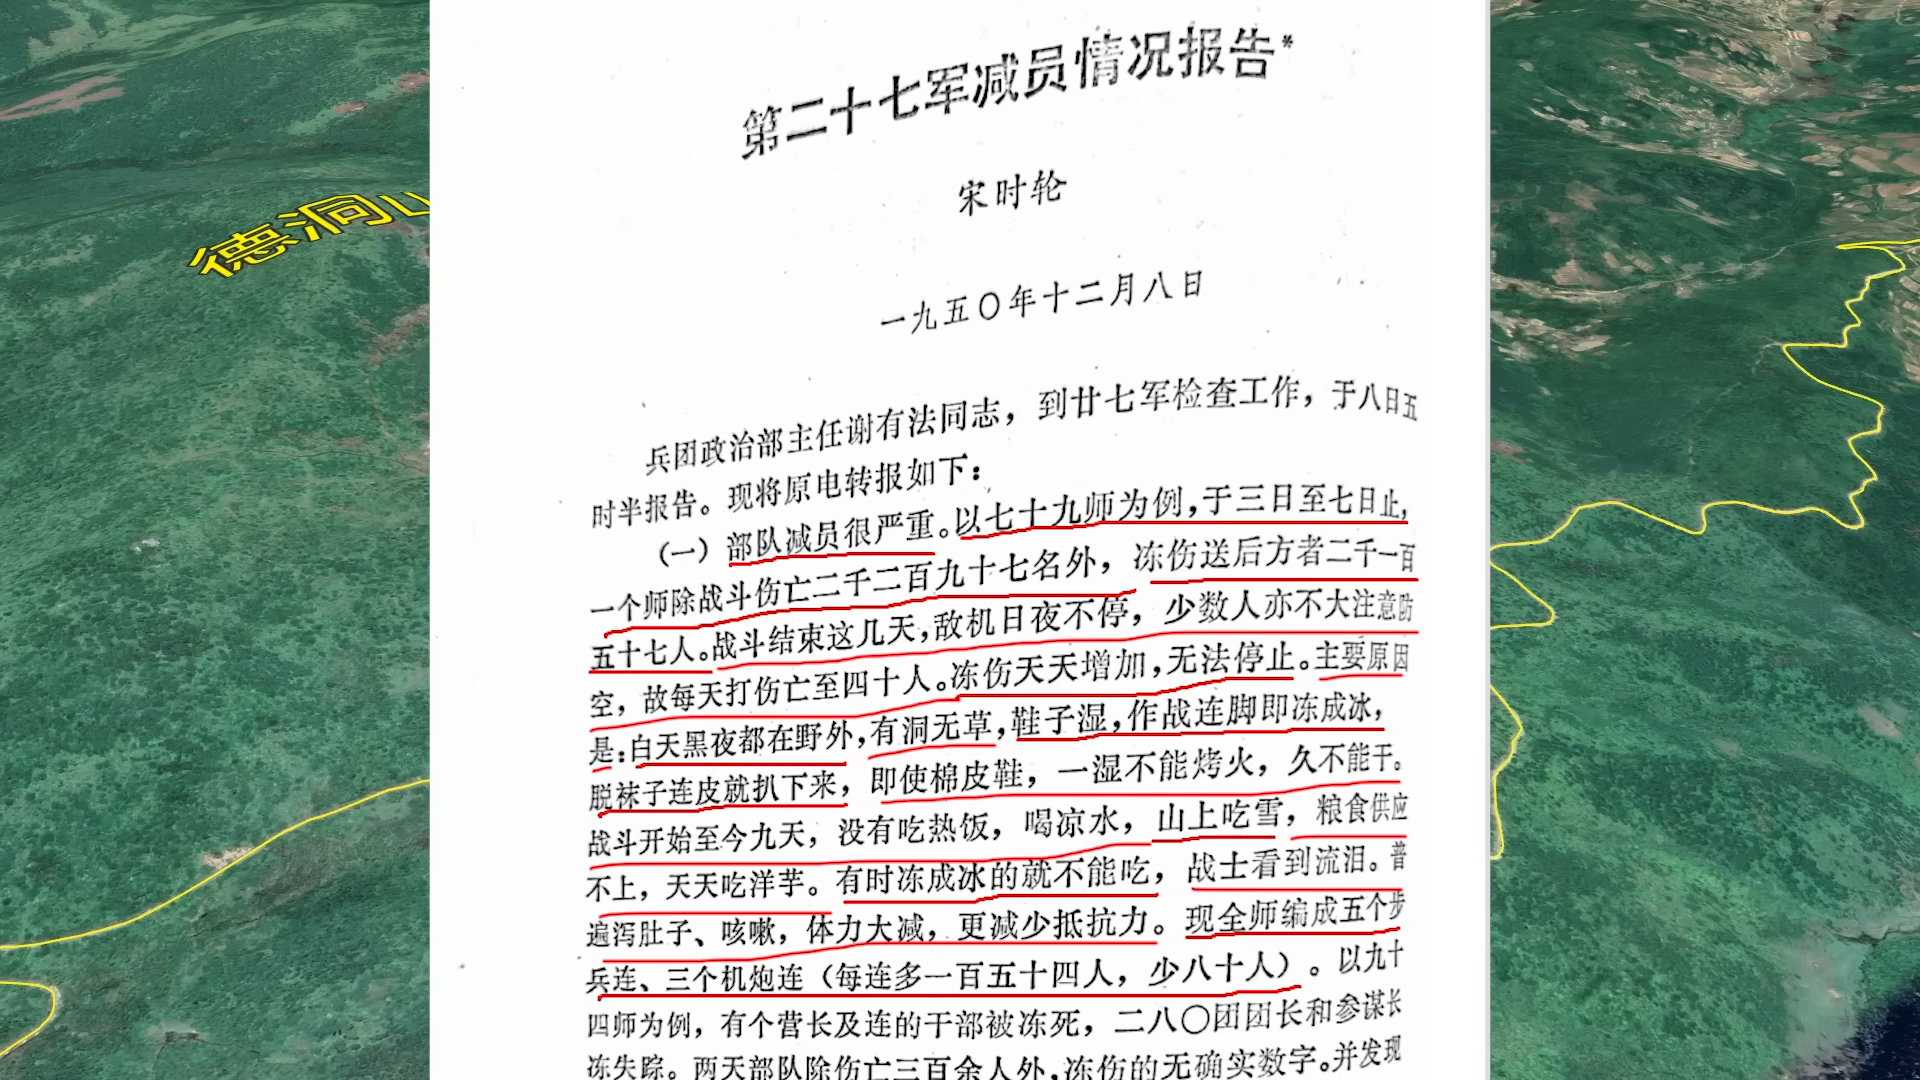 德洞山
第二十七军减员情况报告*
宋时轮
一九五〇年十二月八日
兵团政治部主任谢有法同志，到廿七军检查工作，于八日五
时半报告。现将原电转报如下：
（一）部队减员很严重。以七十九师为例，于三日至七日止，
一个师除战斗伤亡二千二百九十七名外，冻伤送后方者二千一百
五十七人。战斗结束这几天，敌机日夜不停，少数人亦不大注意防
空，故每天打伤亡至四十人。冻伤天天增加，无法停止。主要原因
是：白天黑夜都在野外，有洞无草，鞋子湿，作战连脚即冻成冰，
脱袜子连皮就扒下来，即使棉皮鞋，一湿不能烤火，久不能干。
战斗开始至今九天，没有吃热饭，喝凉水，山上吃雪，粮食供应
不上，天天吃洋芋。有时冻成冰的就不能吃，战士看到流泪。普
遍泻肚子、咳嗽，体力大减，更减少抵抗力。现全师编成五个步
兵连、三个机炮连（每连多一百五十四人，少八十人）。以九十
四师为例，有个营长及连的干部被冻死，二八〇团团长和参谋长
冻失踪。两天部队除伤亡三百余人外，冻伤的无确实数字。并发现